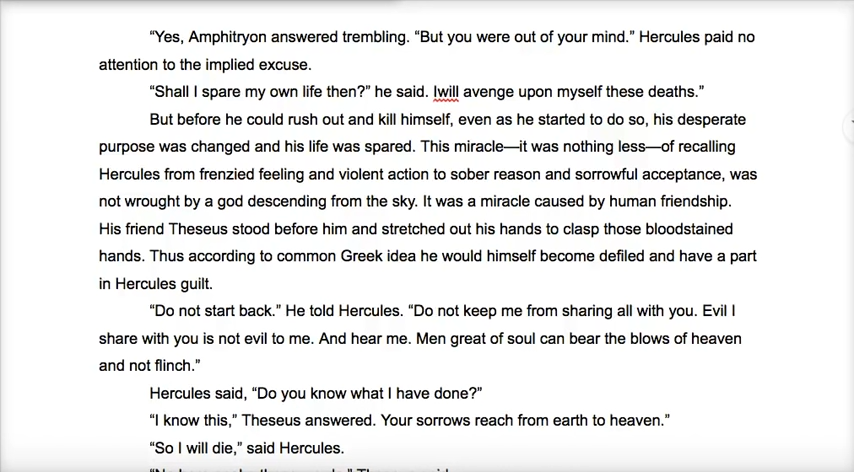 “Yes, Amphitryon answered trembling. “But you were out of your mind.” Hercules paid no
attention to the implied excuse.
“Shall I spare my own life then?” he said. Iwill avenge upon myself these deaths.”
But before he could rush out and kill himself, even as he started to do so, his desperate
purpose was changed and his life was spared. This miracle—it was nothing less—of recalling
Hercules from frenzied feeling and violent action to sober reason and sorrowful acceptance, was
not wrought by a god descending from the sky. It was a miracle caused by human friendship.
His friend Theseus stood before him and stretched out his hands to clasp those bloodstained
hands. Thus according to common Greek idea he would himself become defiled and have a part
in Hercules guilt.
“Do not start back.” He told Hercules. “Do not keep me from sharing all with you. Evil I
share with you is not evil to me. And hear me. Men great of soul can bear the blows of heaven
and not flinch.”
Hercules said, “Do you know what I have done?”
“I know this,” Theseus answered. Your sorrows reach from earth to heaven.”
“So I will die,” said Hercules.